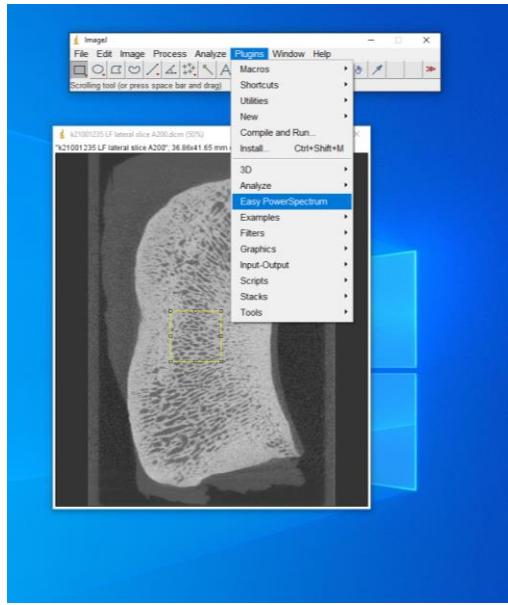 ImageJ
File Edit Image Process Analyze Plugins Window Help
Scrolling tool (or press space bar and drag)
Macros
Shortcuts
Utilities
New
Compile and Run...
Install... Ctrl+Shift+M
3D
Analyze
Easy PowerSpectrum
Examples
Filters
Graphics
Input-Output
Scripts
Stacks
Tools
k21001235 LF lateral slice A200.dicm (50%)
"k21001235 LF lateral slice A200"; 36.86x41.65 mm